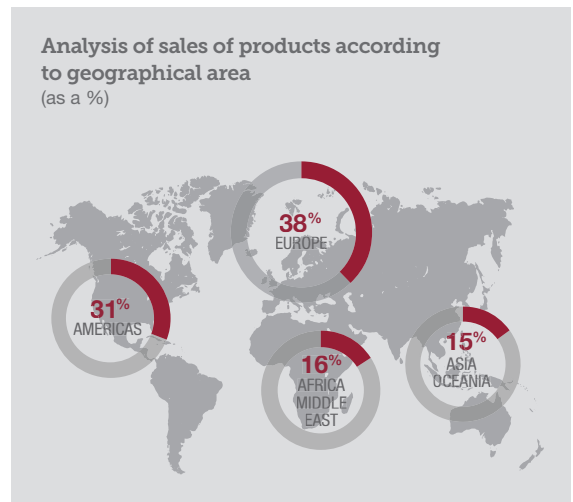 Analysis of sales of products according
to geographical area
(as a %)
38%
EUROPE
31%
AMERICAS
16%
AFRICA
MIDDLE
EAST
15%
ASIA
OCEANIA